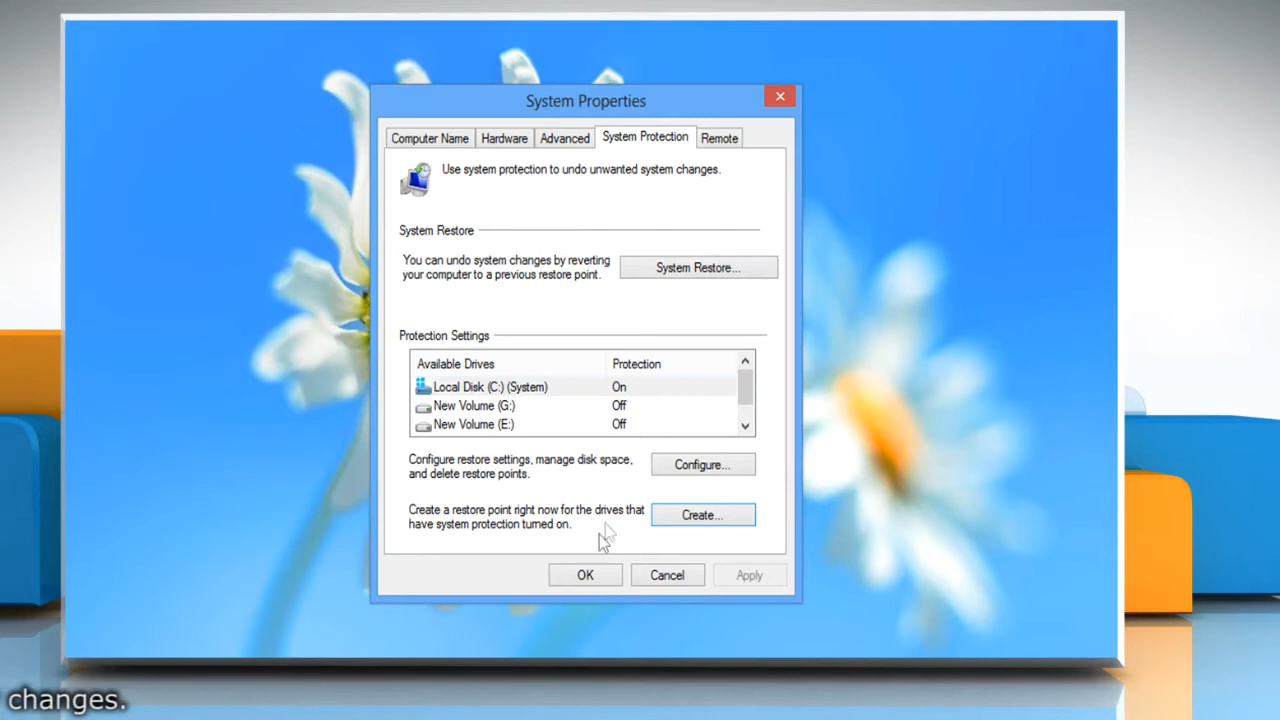 System Properties
Computer Name Hardware Advanced System Protection Remote
Use system protection to undo unwanted system changes.
System Restore
You can undo system changes by reverting
your computer to a previous restore point.
System Restore...
Protection Settings
Available Drives Protection
Local Disk (C:) (System) On
New Volume (G:) Off
New Volume (E:) Off
Configure restore settings, manage disk space,
and delete restore points.
Configure...
Create a restore point right now for the drives that
have system protection turned on.
Create...
OK Cancel Apply
changes.